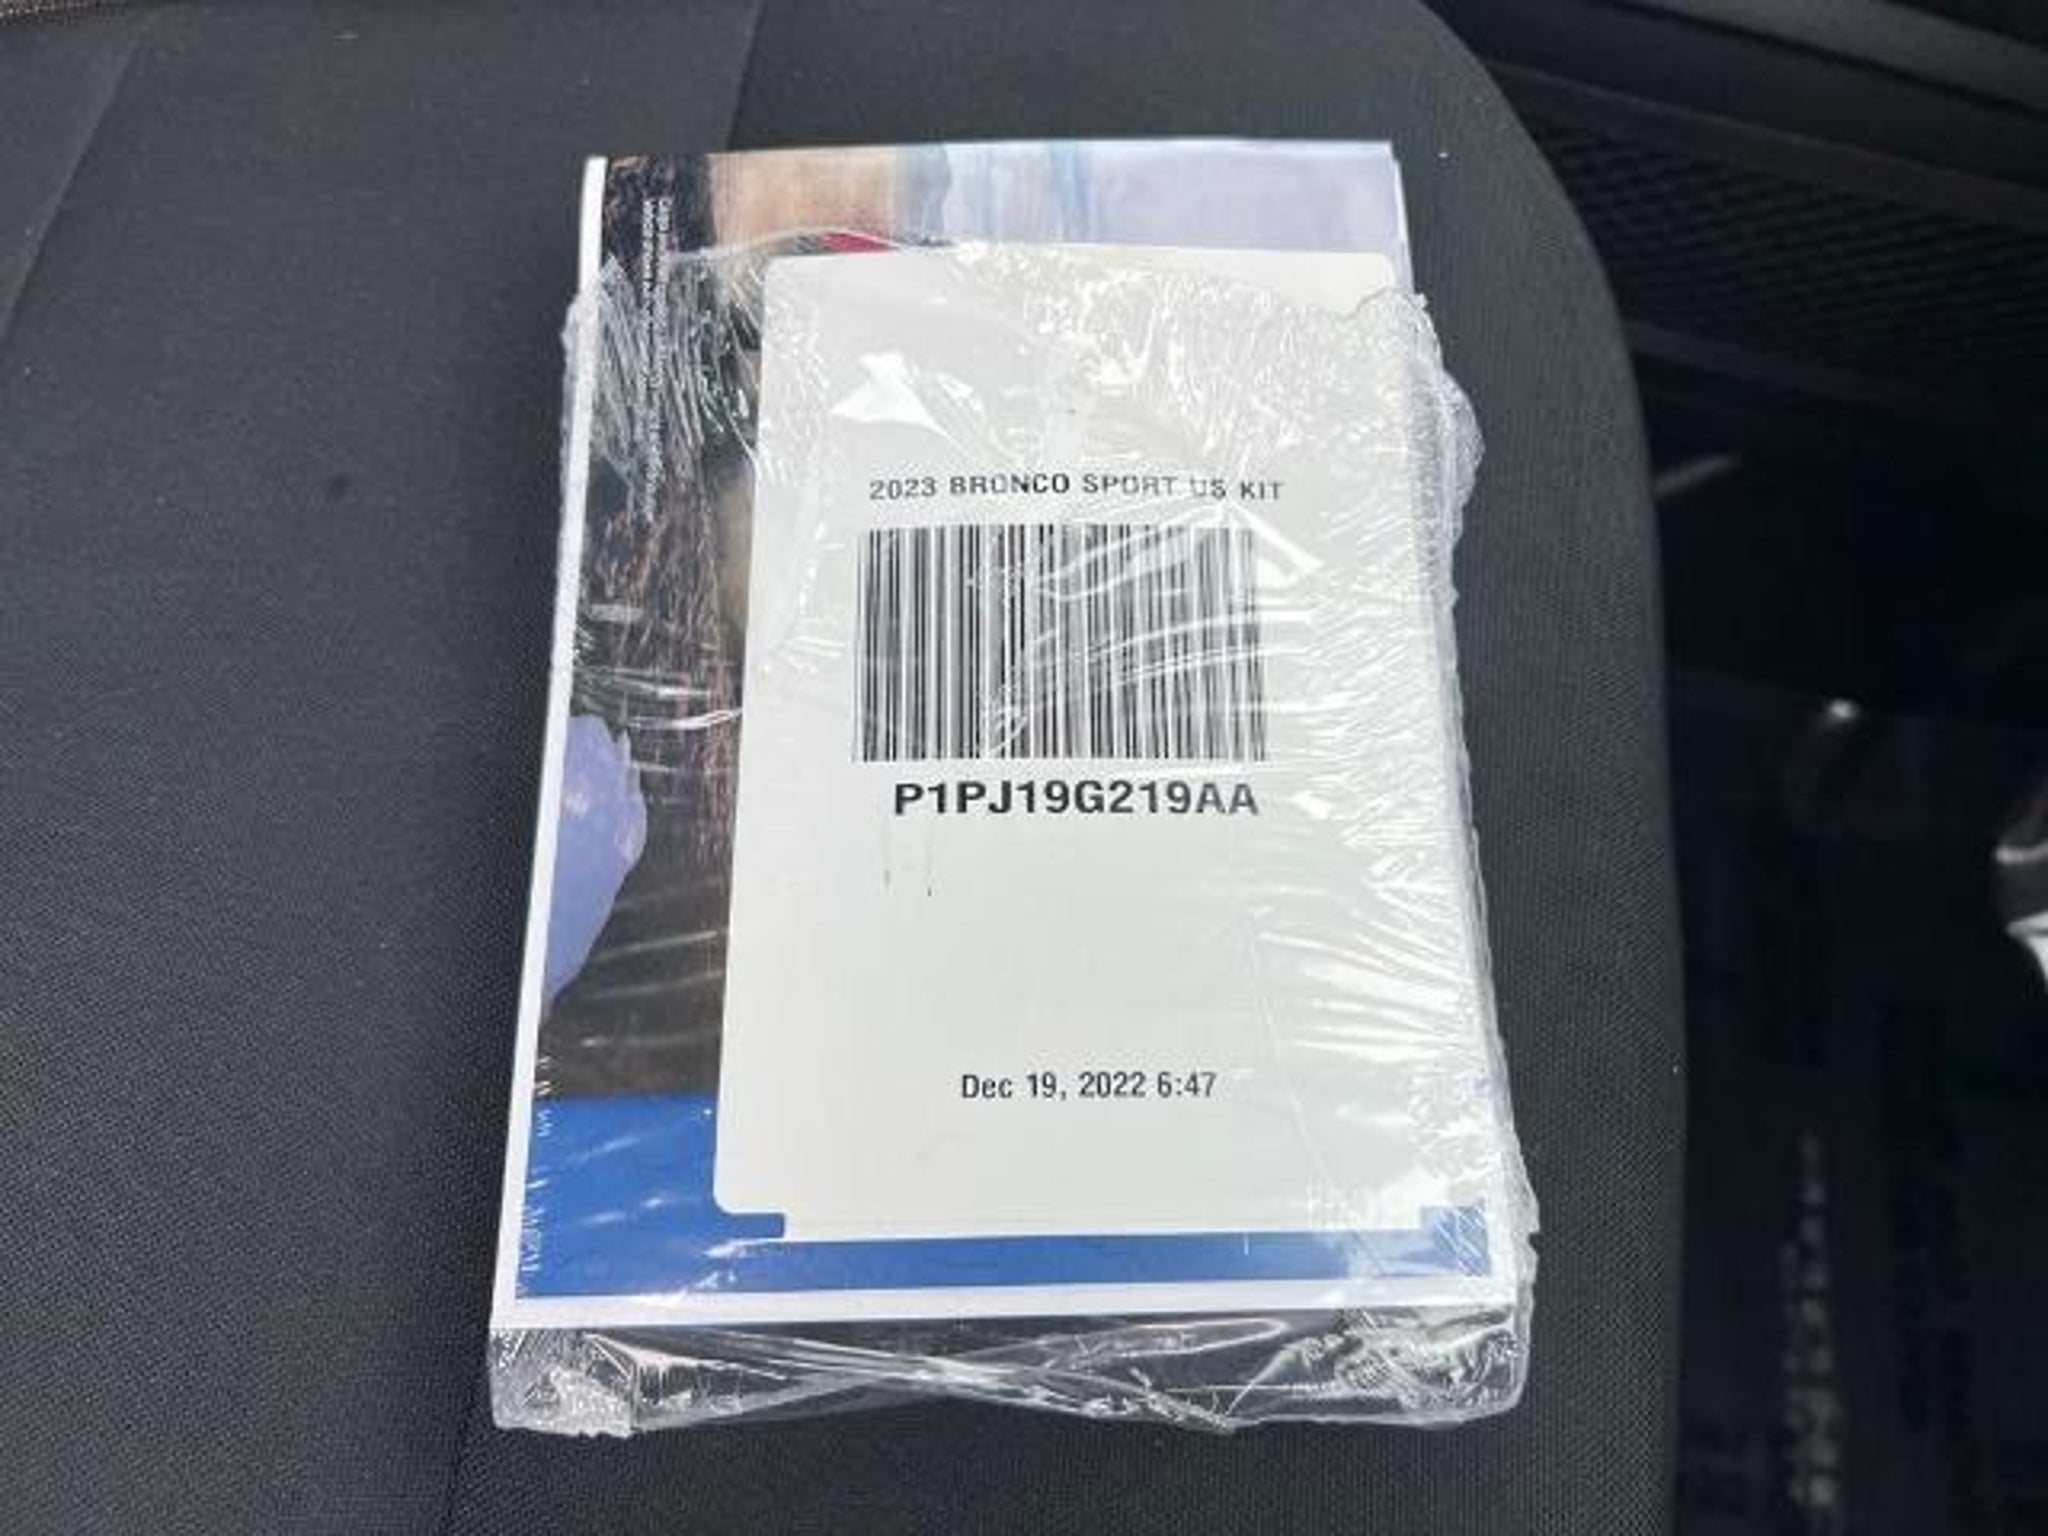 2023 BRONCO SPORT US KIT
P1PJ19G219AA
Dec 19, 2022 6:47